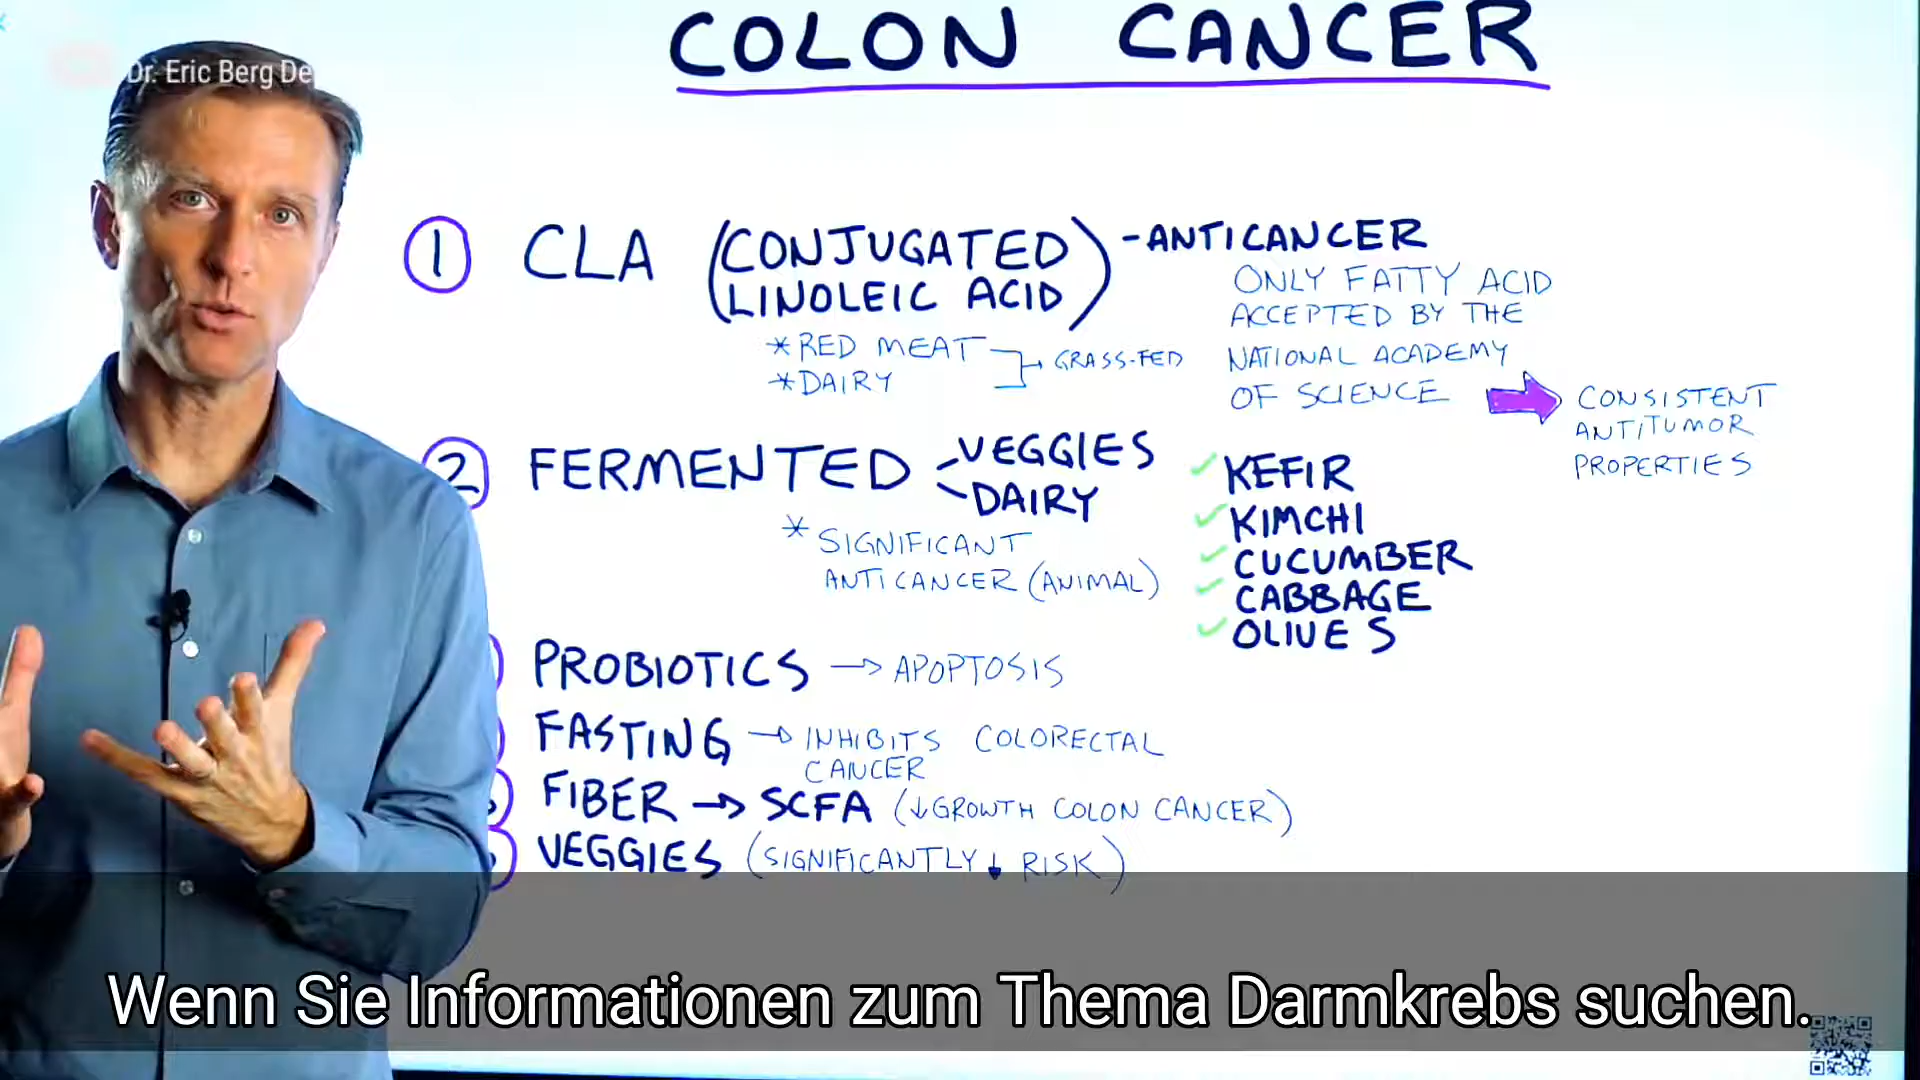 Dr. Eric Berg De
COLON CANCER
1 CLA (CONJUGATED LINOLEIC ACID) - ANTICANCER
ONLY FATTY ACID
ACCEPTED BY THE
NATIONAL ACADEMY
OF SCIENCE
CONSISTENT
ANTITUMOR
PROPERTIES
* RED MEAT
* DAIRY
GRASS-FED
2 FERMENTED VEGGIES
DAIRY
* SIGNIFICANT
ANTICANCER (ANIMAL)
KEFIR
KIMCHI
CUCUMBER
CABBAGE
OLIVES
PROBIOTICS → APOPTOSIS
FASTING → INHIBITS COLORECTAL
CANCER
FIBER → SCFA (↓ GROWTH COLON CANCER)
VEGGIES (SIGNIFICANTLY ↓ RISK)
Wenn Sie Informationen zum Thema Darmkrebs suchen.